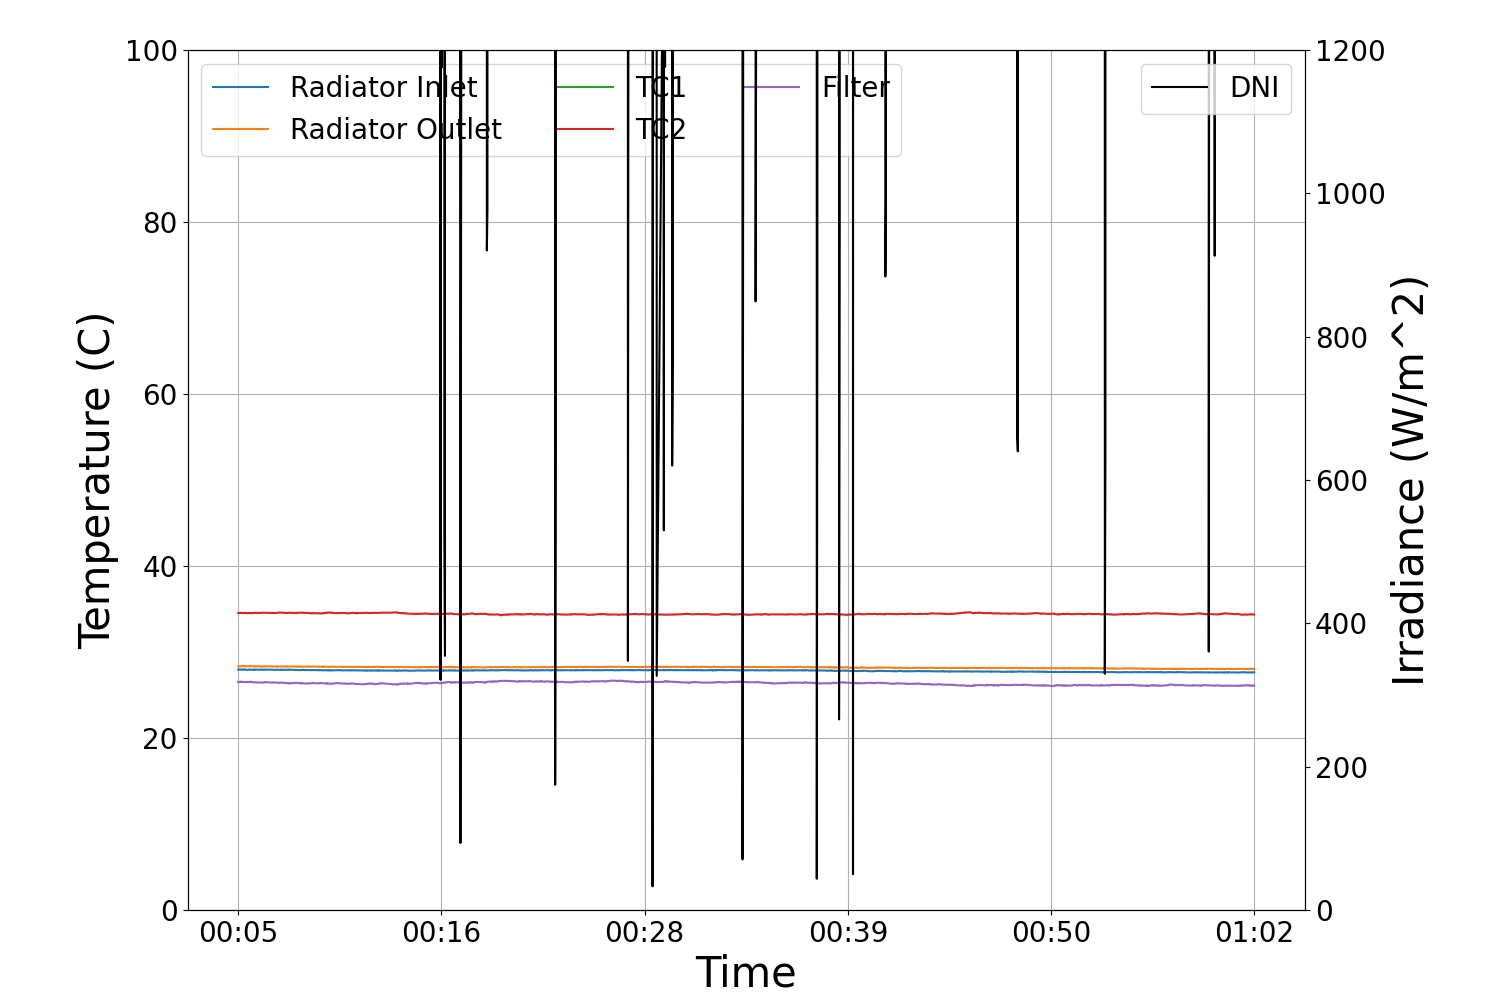 100
80
60
40
20
0
Temperature (C)
Radiator Inlet
Radiator Outlet
TC1
TC2
Filter
DNI
1200
1000
800
600
400
200
0
Irradiance (W/m^2)
00:05 00:16 00:28 00:39 00:50 01:02
Time